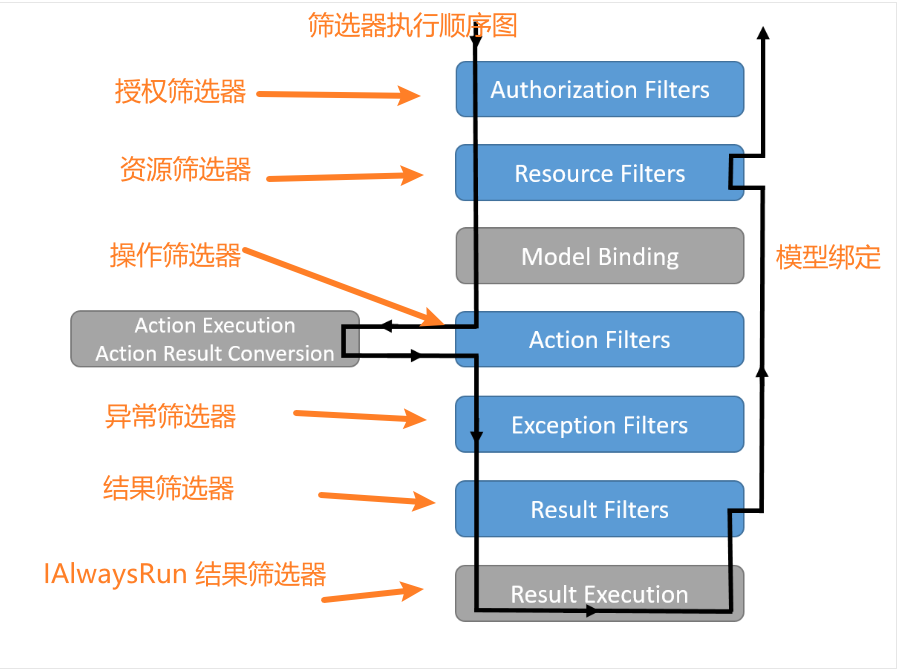 筛选器执行顺序图
授权筛选器
Authorization Filters
资源筛选器
Resource Filters
操作筛选器
Model Binding
模型绑定
Action Execution
Action Result Conversion
Action Filters
异常筛选器
Exception Filters
结果筛选器
Result Filters
IAlwaysRun 结果筛选器
Result Execution